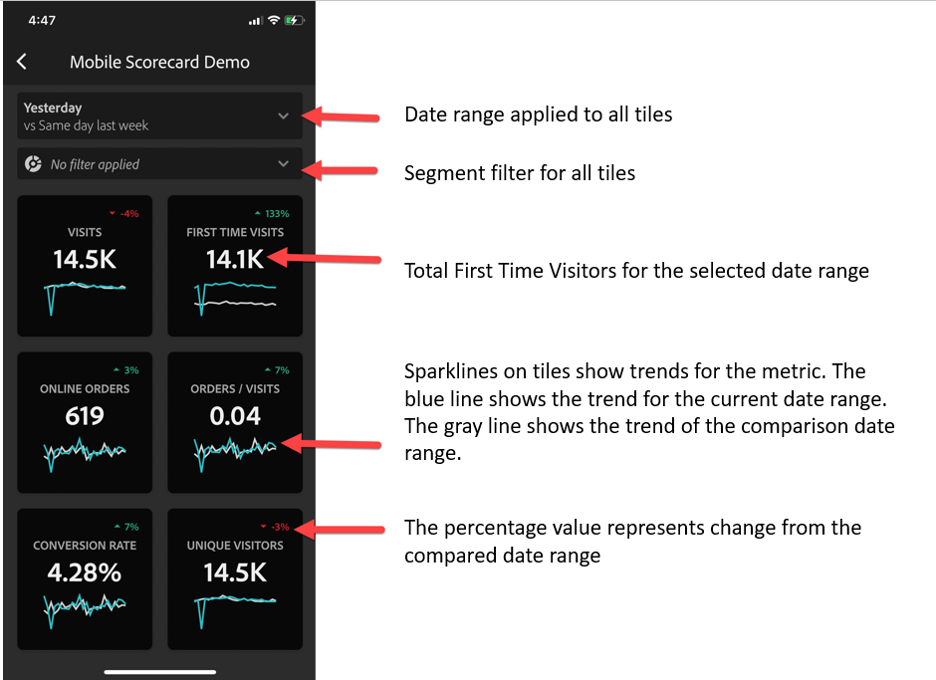 4:47
Mobile Scorecard Demo
Yesterday
vs Same day last week
Date range applied to all tiles
No filter applied
Segment filter for all tiles
-4%
VISITS
14.5K
133%
FIRST TIME VISITS
14.1K
Total First Time Visitors for the selected date range
3%
ONLINE ORDERS
619
7%
ORDERS / VISITS
0.04
Sparklines on tiles show trends for the metric. The
blue line shows the trend for the current date range.
The gray line shows the trend of the comparison date
range.
7%
CONVERSION RATE
4.28%
-3%
UNIQUE VISITORS
14.5K
The percentage value represents change from the
compared date range